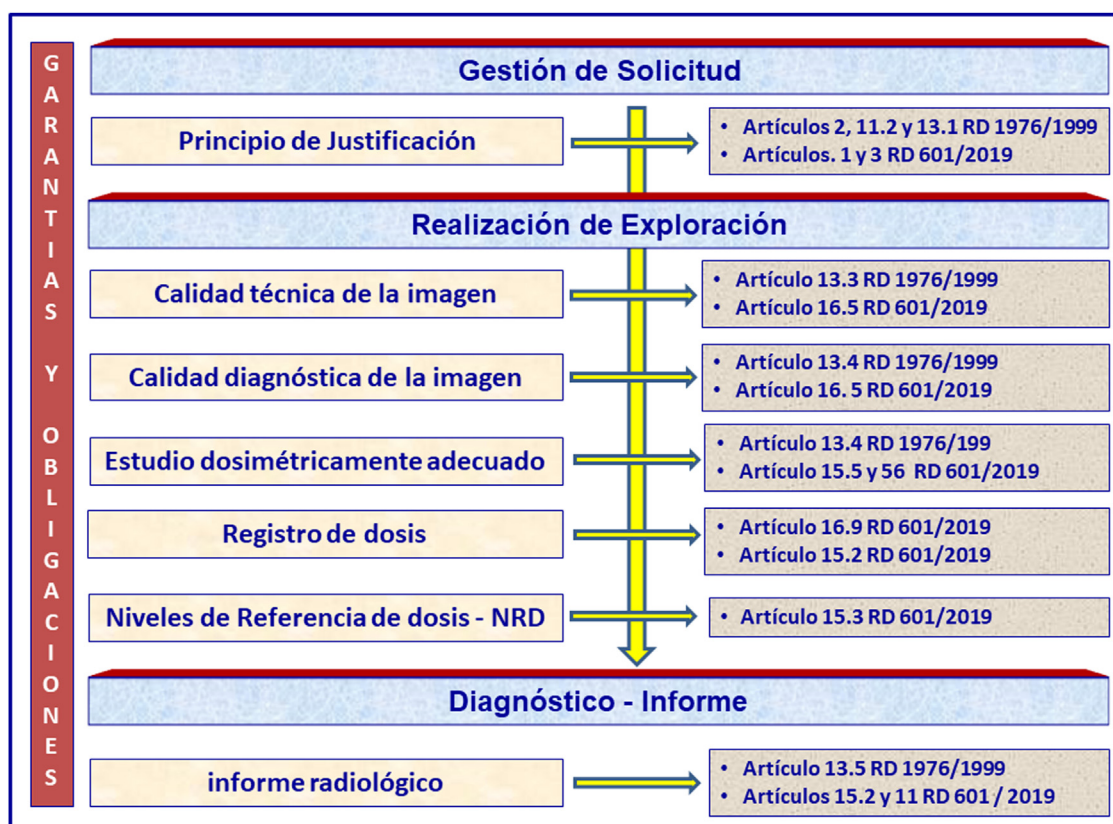 GARANTIAS Y OBLIGACIONES
Gestión de Solicitud
Principio de Justificación
• Artículos 2, 11.2 y 13.1 RD 1976/1999
• Artículos. 1 y 3 RD 601/2019
Realización de Exploración
Calidad técnica de la imagen
• Artículo 13.3 RD 1976/1999
• Artículo 16.5 RD 601/2019
Calidad diagnóstica de la imagen
• Artículo 13.4 RD 1976/1999
• Artículo 16. 5 RD 601/2019
Estudio dosimétricamente adecuado
• Artículo 13.4 RD 1976/199
• Artículo 15.5 y 56 RD 601/2019
Registro de dosis
• Artículo 16.9 RD 601/2019
• Artículo 15.2 RD 601/2019
Niveles de Referencia de dosis - NRD
• Artículo 15.3 RD 601/2019
Diagnóstico - Informe
informe radiológico
• Artículo 13.5 RD 1976/1999
• Artículos 15.2 y 11 RD 601 / 2019